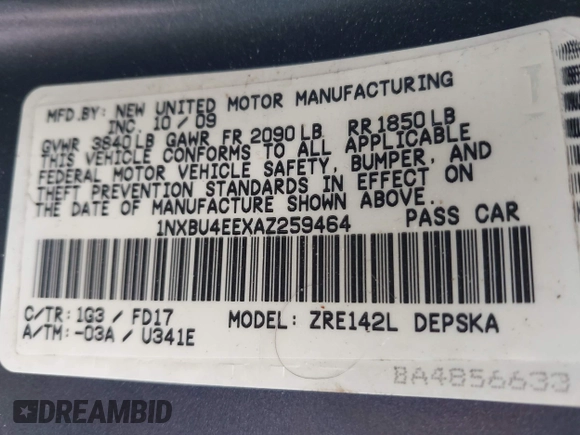 MFD.BY: NEW UNITED MOTOR MANUFACTURING
INC. 10 / 09
GVWR 3840LB GAWR FR 2090LB RR 1850LB
THIS VEHICLE CONFORMS TO ALL APPLICABLE
FEDERAL MOTOR VEHICLE SAFETY, BUMPER, AND
THEFT PREVENTION STANDARDS IN EFFECT ON
THE DATE OF MANUFACTURE SHOWN ABOVE.
1NXBU4EEXAZ259464 PASS CAR
C/TR: 1G3 / FD17 MODEL: ZRE142L DEPSKA
A/TM: -03A / U341E
BA4856633
DREAMBID